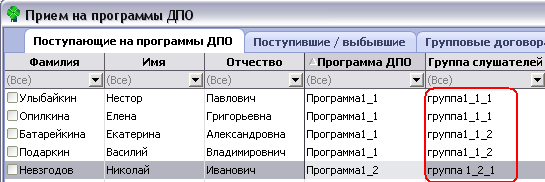 Прием на программы ДПО
Поступающие на программы ДПО Поступившие / выбывшие Групповые договора
Фамилия Имя Отчество Программа ДПО Группа слушателей
(Все) (Все) (Все) (Все) (Все)
Улыбайкин Нестор Павлович Программа1_1 группа1_1_1
Опилкина Елена Григорьевна Программа1_1 группа1_1_1
Батарейкина Екатерина Александровна Программа1_1 группа1_1_2
Подаркин Василий Владимирович Программа1_1 группа1_1_2
Невзгодов Николай Иванович Программа1_2 группа 1_2_1